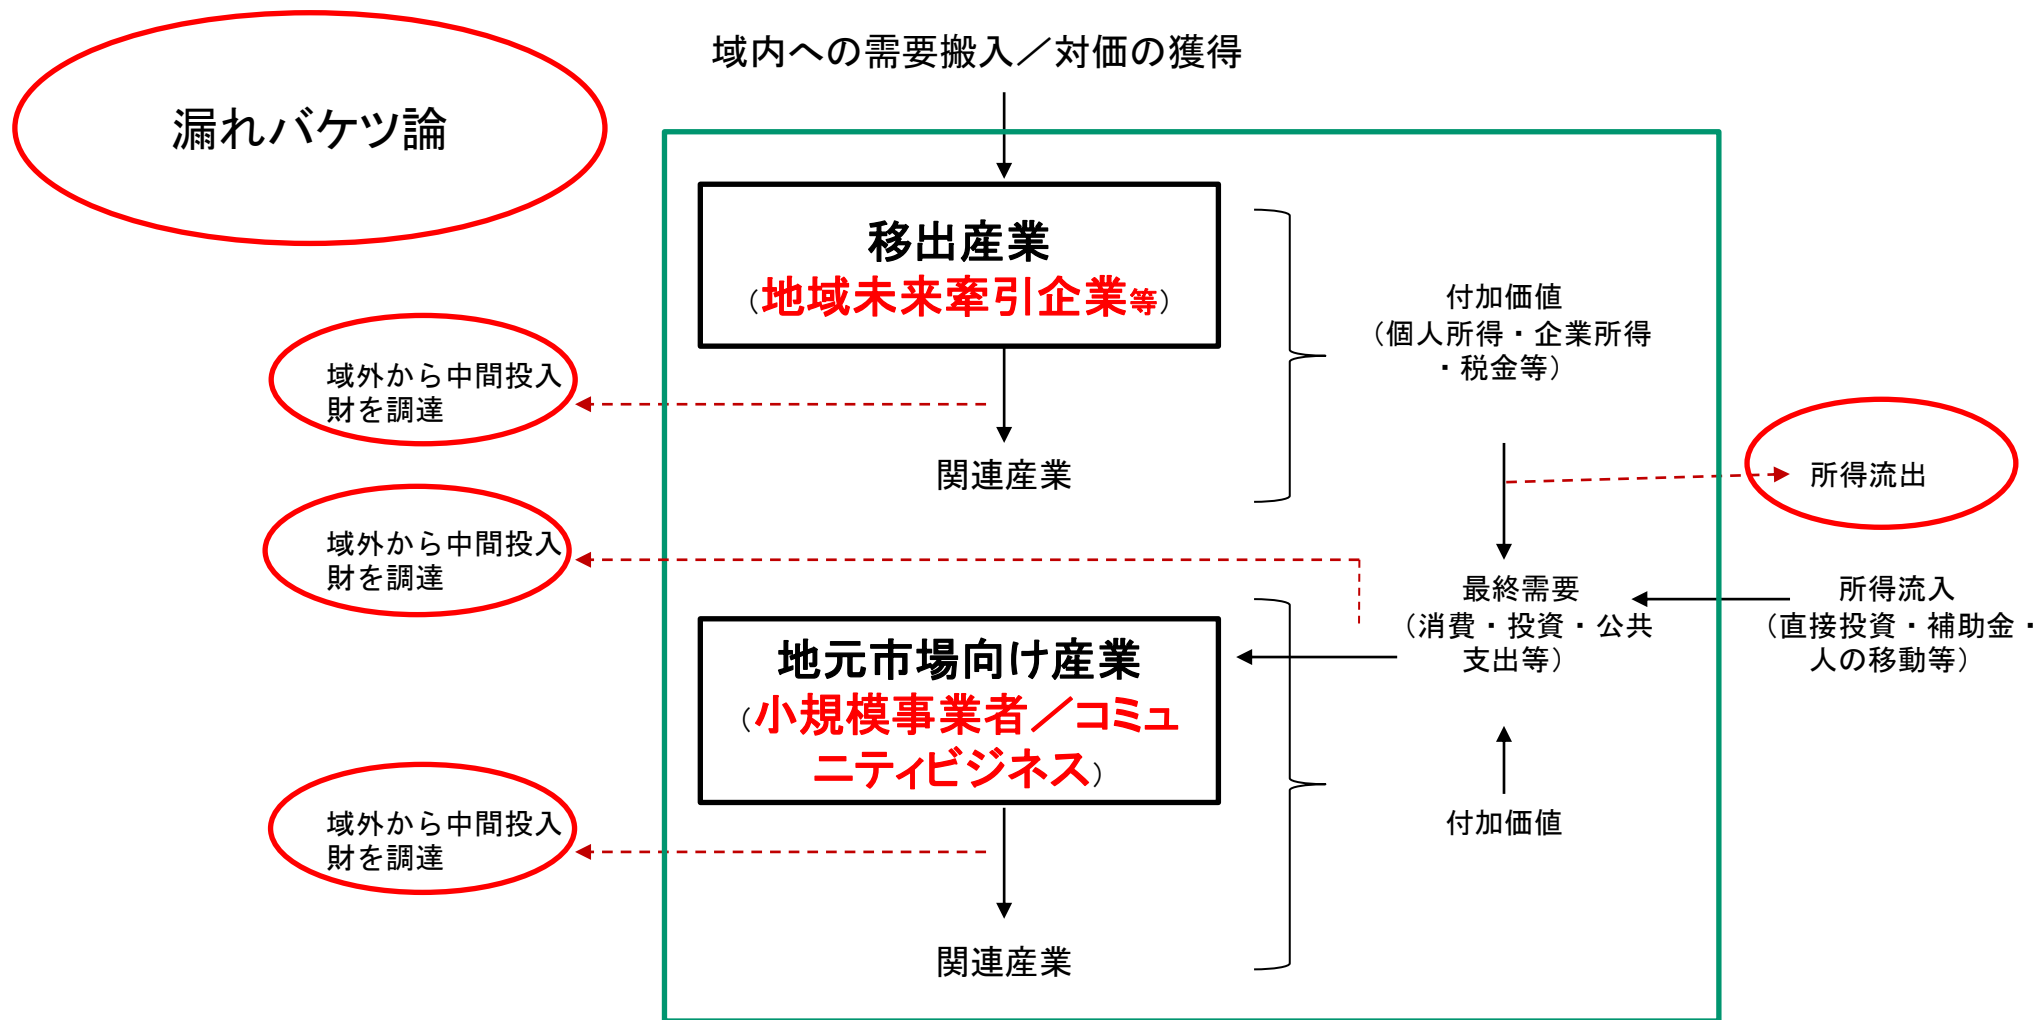 漏れバケツ論
域内への需要搬入／対価の獲得
移出産業
（地域未来牽引企業等）
域外から中間投入
財を調達
関連産業
付加価値
（個人所得・企業所得
・税金等）
所得流出
域外から中間投入
財を調達
最終需要
（消費・投資・公共
支出等）
所得流入
（直接投資・補助金・
人の移動等）
地元市場向け産業
（小規模事業者／コミュ
ニティビジネス）
域外から中間投入
財を調達
付加価値
関連産業